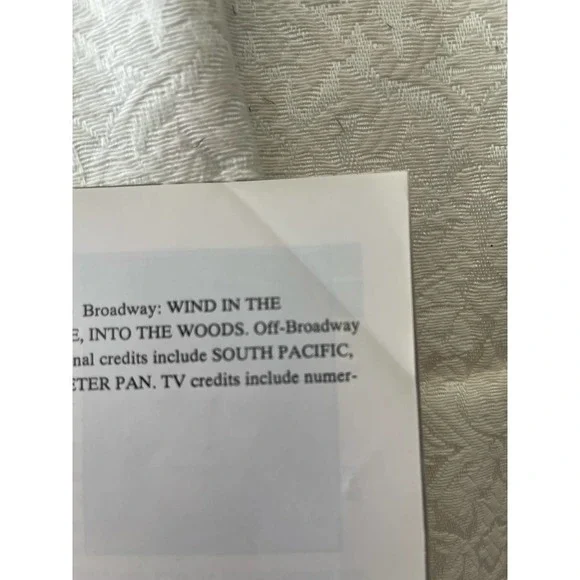 Broadway: WIND IN THE
E, INTO THE WOODS. Off-Broadway
nal credits include SOUTH PACIFIC,
ETER PAN. TV credits include numer-